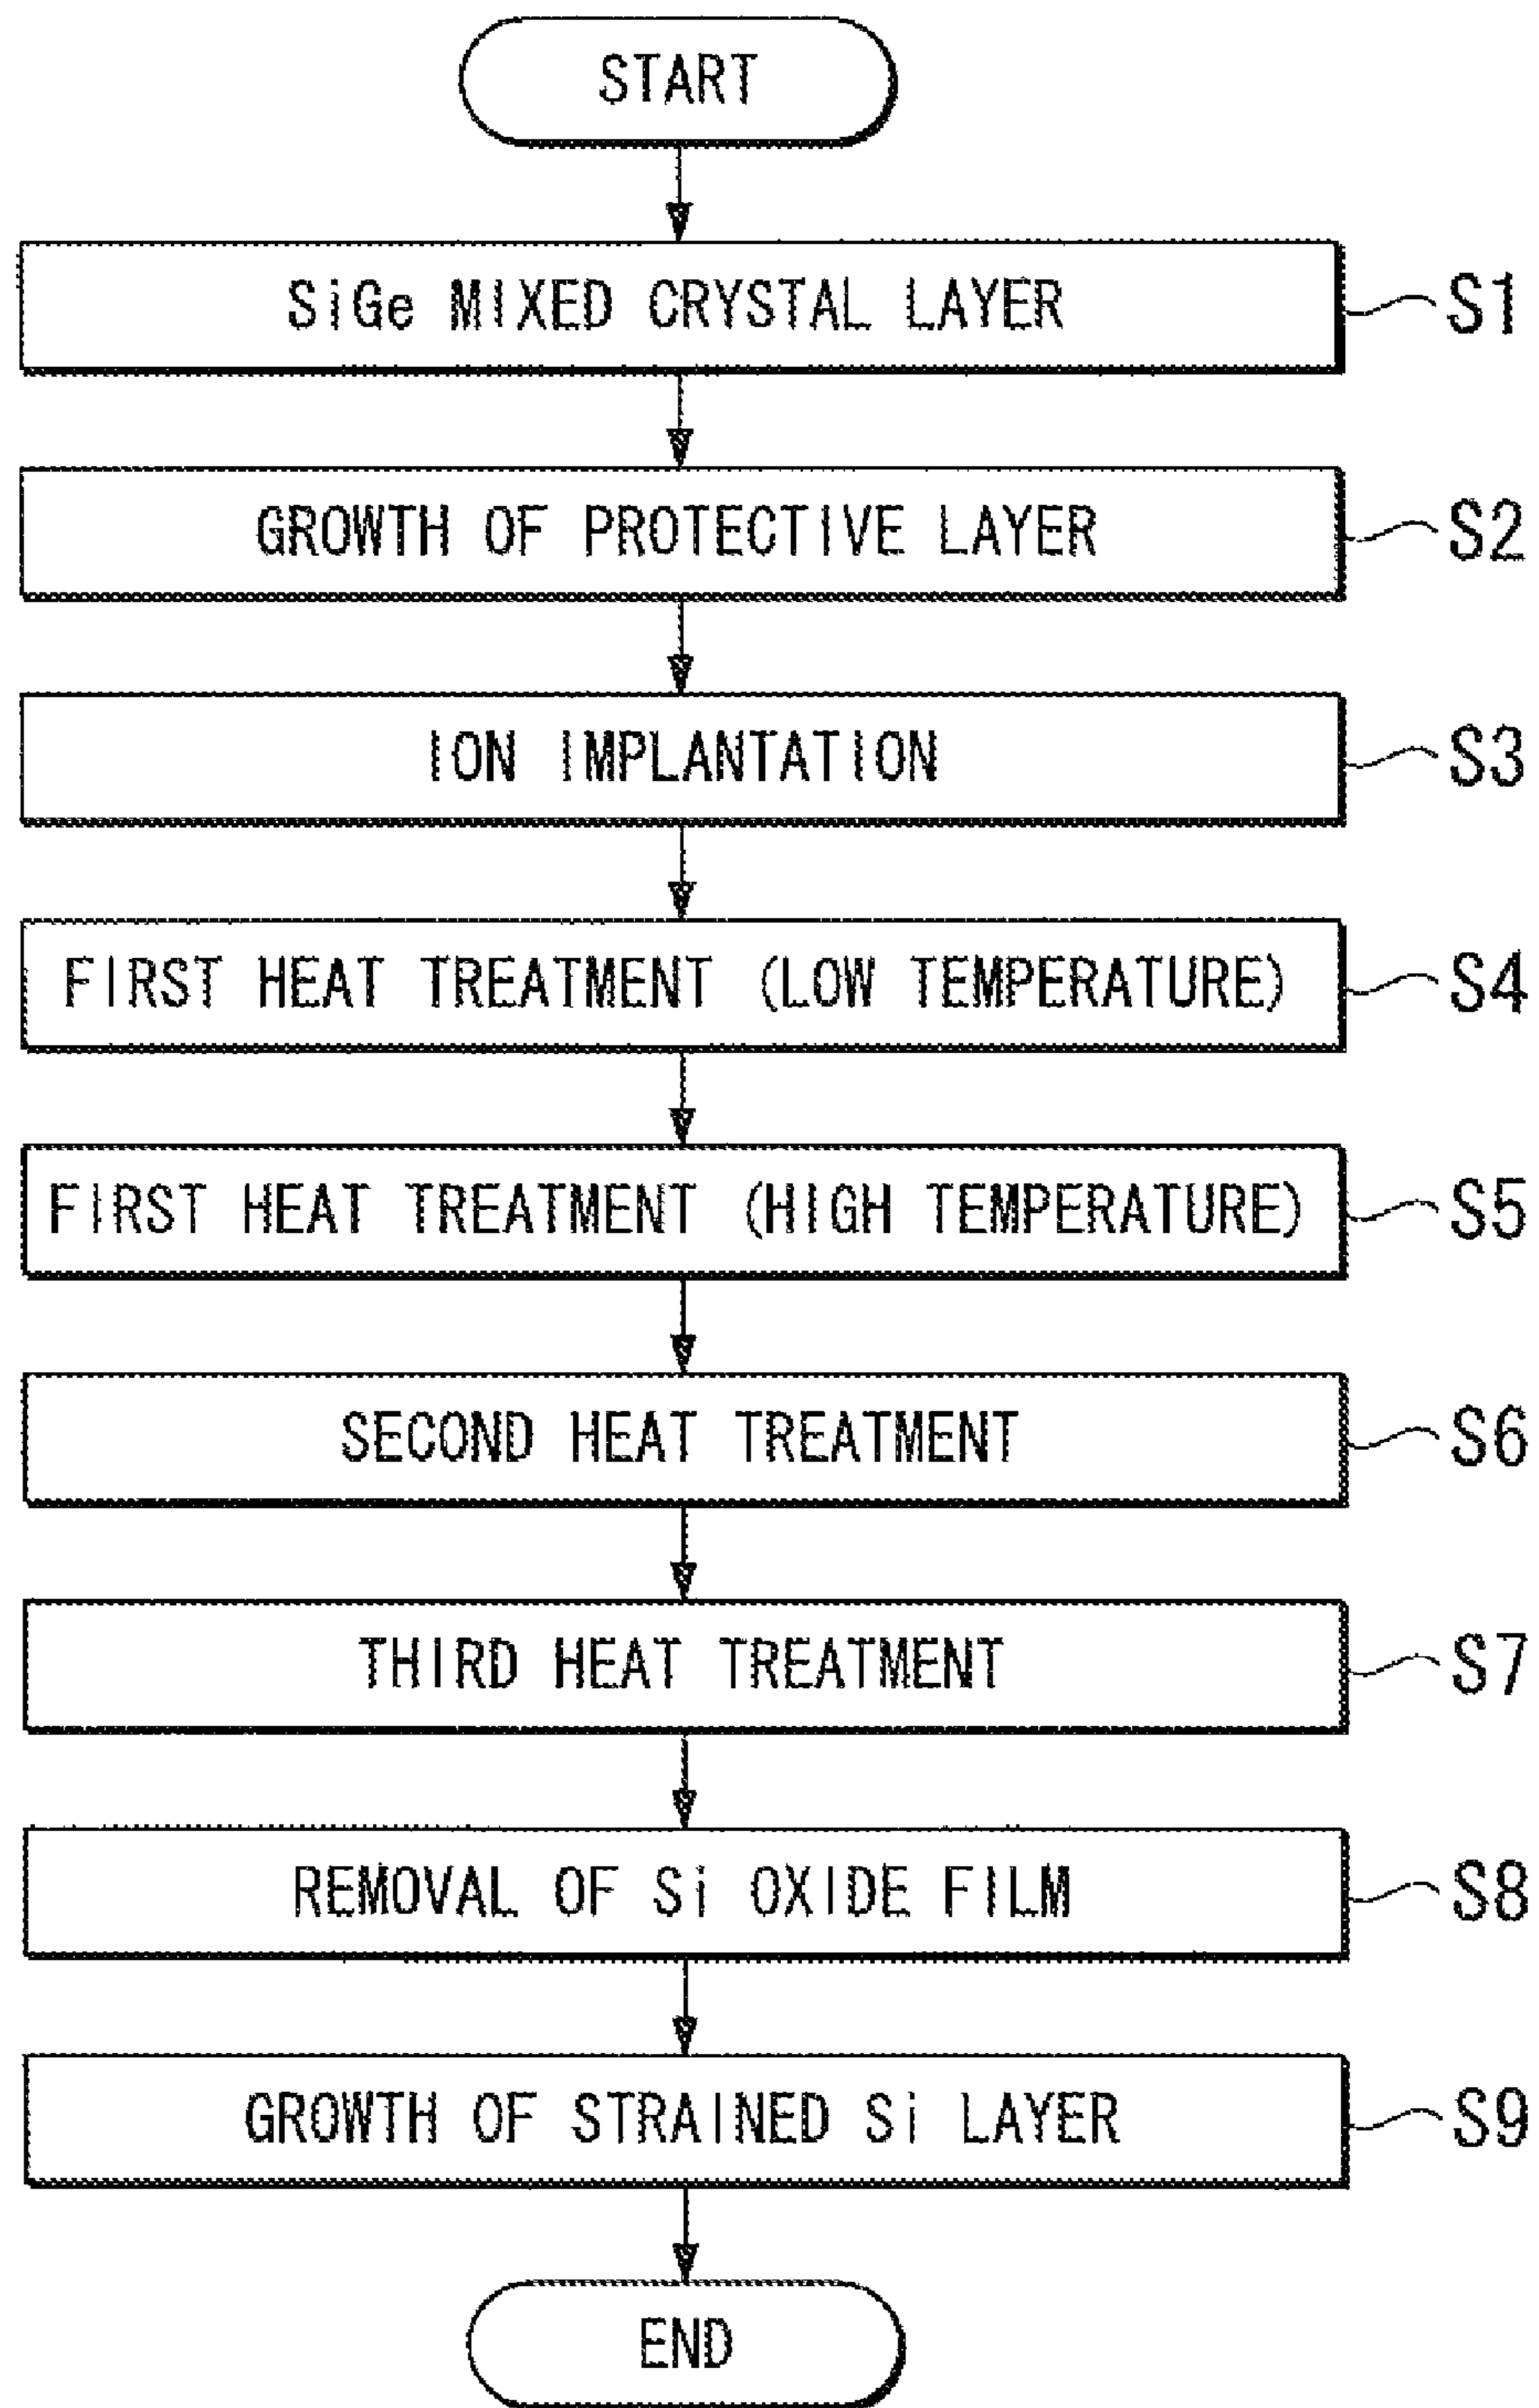 START
SiGe MIXED CRYSTAL LAYER S1
GROWTH OF PROTECTIVE LAYER S2
ION IMPLANTATION S3
FIRST HEAT TREATMENT (LOW TEMPERATURE) S4
FIRST HEAT TREATMENT (HIGH TEMPERATURE) S5
SECOND HEAT TREATMENT S6
THIRD HEAT TREATMENT S7
REMOVAL OF Si OXIDE FILM S8
GROWTH OF STRAINED Si LAYER S9
END